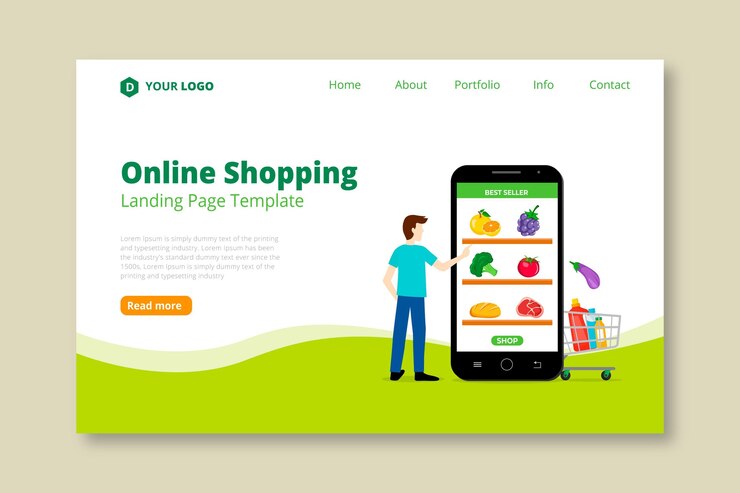 D YOUR LOGO
Home About Portfolio Info Contact
Online Shopping
Landing Page Template
Lorem ipsum is simply dummy text of the printing
and typesetting industry. Lorem ipsum has been
the industry's standard dummy text ever since the
1500s. Lorem ipsum is simply dummy text of the
printing and typesetting industry
Read more
BEST SELLER
SHOP